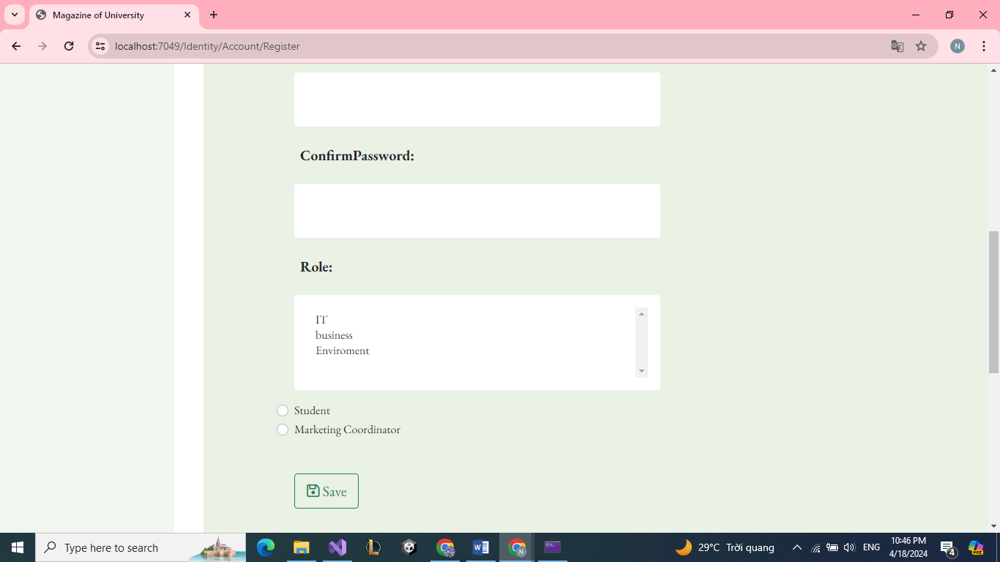 Magazine of University
localhost:7049/Identity/Account/Register
N
ConfirmPassword:
Role:
IT
business
Enviroment
Student
Marketing Coordinator
Save
Type here to search
N
29°C Trời quang
ENG
10:46 PM
4/18/2024
4
PRE